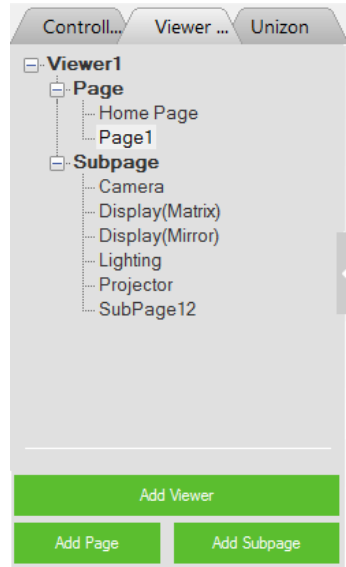 Controll... Viewer ... Unizon
Viewer1
Page
Home Page
Page1
Subpage
Camera
Display(Matrix)
Display(Mirror)
Lighting
Projector
SubPage12
Add Viewer
Add Page Add Subpage